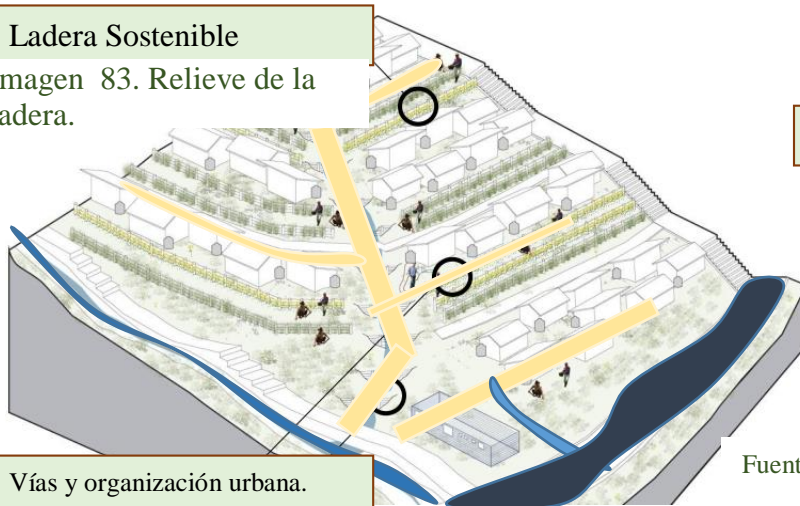 Ladera Sostenible
magen 83. Relieve de la
adera.
Vías y organización urbana.
Fuent